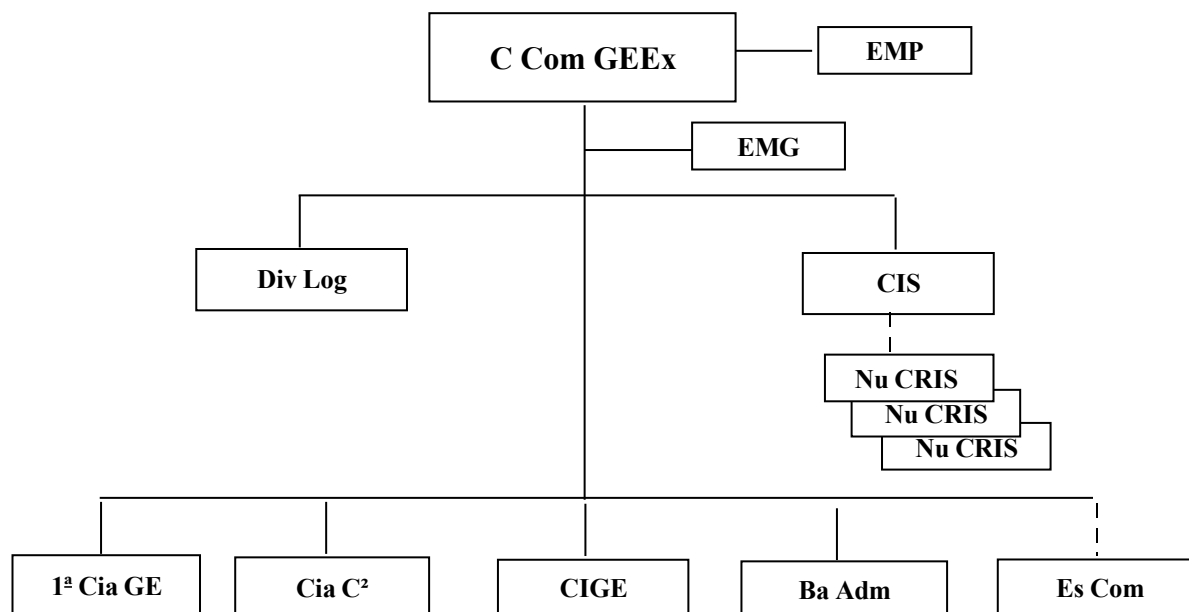 C Com GEEx
EMP
EMG
Div Log
CIS
Nu CRIS
Nu CRIS
Nu CRIS
1ª Cia GE
Cia C²
CIGE
Ba Adm
Es Com